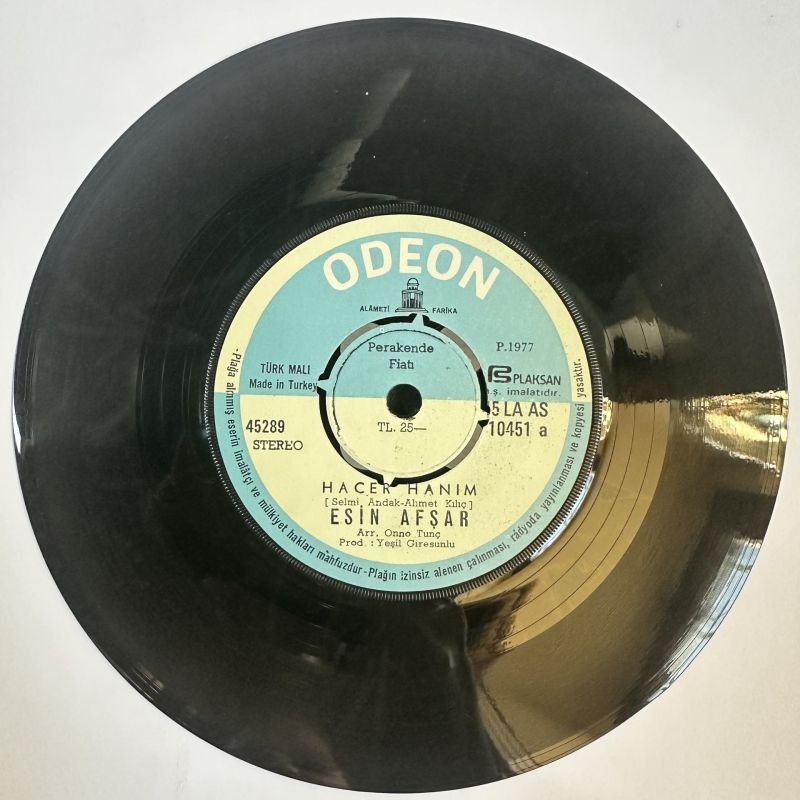 ODEON
ALÂMETİ FARİKA
Perakende
Fiatı
P.1977
TÜRK MALI
Made in Turkey
PLAKSAN
.ş. imalatıdır.
45289
STEREO
TL. 25—
5 LA AS
10451 a
HACER HANIM
[Selmi, Andak-Ahmet Kılıç]
ESİN AFŞAR
Arr. Onno Tunç
Prod. : Yeşil Giresunlu
-Plağa alınmış eserin imalâtçı ve mülkiyet hakları mahfuzdur-Plağın izinsiz alenen çalınması, radyoda yayınlanması ve kopyesi yasaktır.